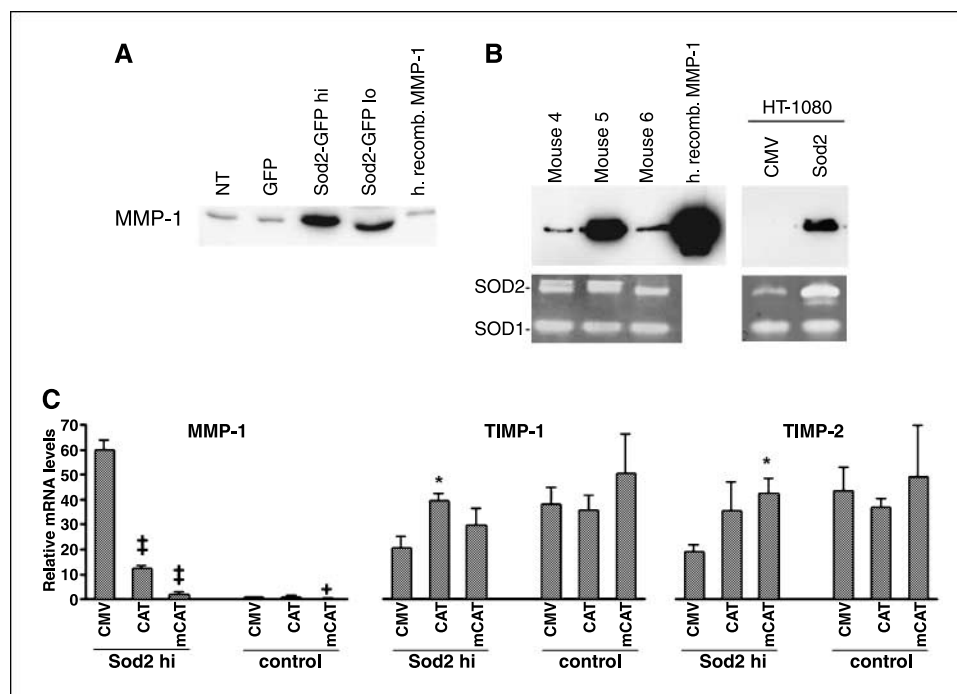 A
NT
GFP
Sod2-GFP hi
Sod2-GFP lo
h. recomb. MMP-1
MMP-1
B
Mouse 4
Mouse 5
Mouse 6
h. recomb. MMP-1
HT-1080
CMV
Sod2
SOD2-
SOD1-
C
Relative mRNA levels
70
60
50
40
30
20
10
0
MMP-1
TIMP-1
TIMP-2
‡
‡
+
*
*
CMV CAT mCAT CMV CAT mCAT CMV CAT mCAT CMV CAT mCAT CMV CAT mCAT CMV CAT mCAT
Sod2 hi control Sod2 hi control Sod2 hi control